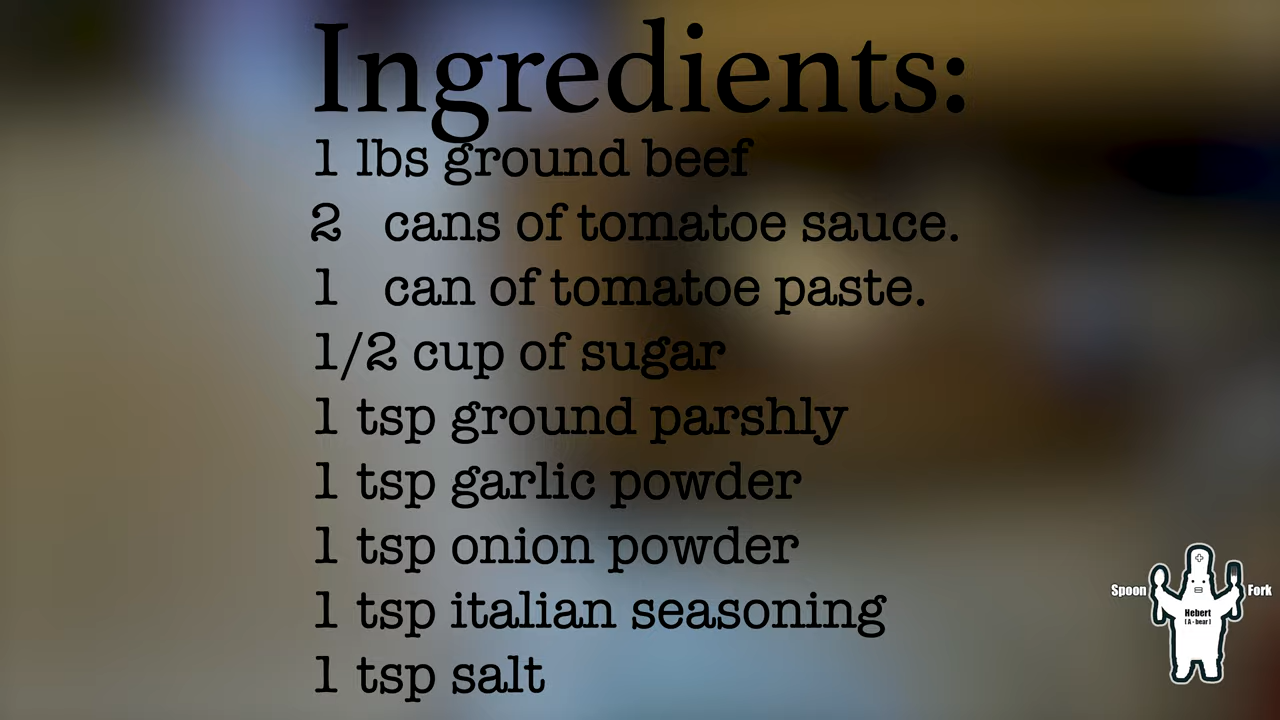 Ingredients:
1 lbs ground beef
2 cans of tomatoe sauce.
1 can of tomatoe paste.
1/2 cup of sugar
1 tsp ground parshly
1 tsp garlic powder
1 tsp onion powder
1 tsp italian seasoning
1 tsp salt
Spoon Fork
Hebert
[A-bear]